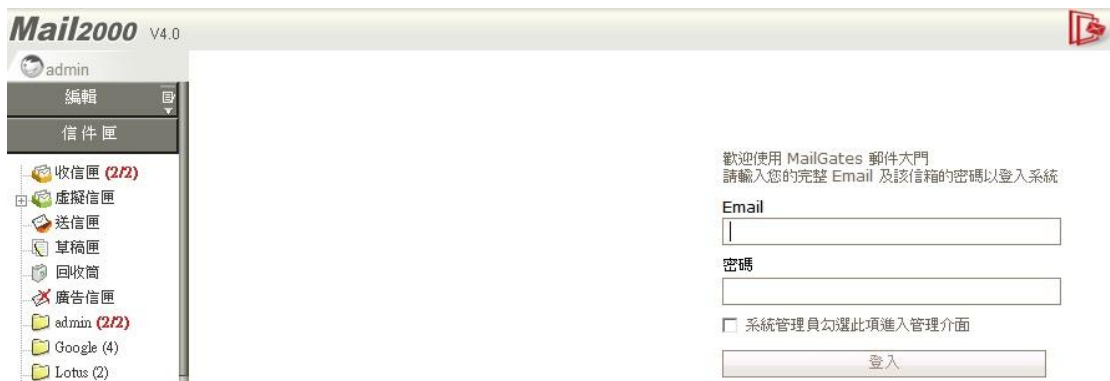 Mail2000 V4.0
admin
編輯
信件匣
收信匣 (2/2)
虛擬信匣
送信匣
草稿匣
回收筒
廣告信匣
admin (2/2)
Google (4)
Lotus (2)
歡迎使用 MailGates 郵件大門
請輸入您的完整 Email 及該信箱的密碼以登入系統
Email
密碼
系統管理員勾選此項進入管理介面
登入